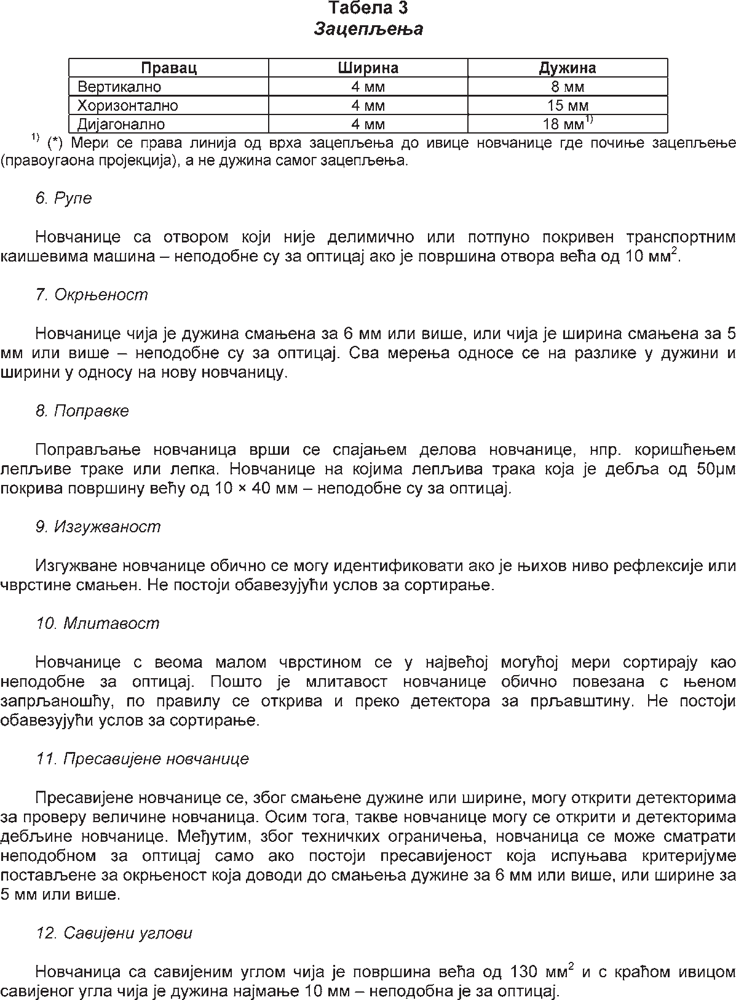 Табела 3
Зацепљења
Правац Ширина Дужина
Вертикално 4 мм 8 мм
Хоризонтално 4 мм 15 мм
Дијагонално 4 мм 18 мм1)
1) (*) Мери се права линија од врха зацепљења до ивице новчанице где почиње зацепљење
(правоугаона пројекција), а не дужина самог зацепљења.
6. Рупе
Новчанице са отвором који није делимично или потпуно покривен транспортним
каишевима машина – неподобне су за оптицај ако је површина отвора већа од 10 мм2.
7. Окрњеност
Новчанице чија је дужина смањена за 6 мм или више, или чија је ширина смањена за 5
мм или више – неподобне су за оптицај. Сва мерења односе се на разлике у дужини и
ширини у односу на нову новчаницу.
8. Поправке
Поправљање новчаница врши се спајањем делова новчанице, нпр. коришћењем
лепљиве траке или лепка. Новчанице на којима лепљива трака која је дебља од 50µм
покрива површину већу од 10 × 40 мм – неподобне су за оптицај.
9. Изгужваност
Изгужване новчанице обично се могу идентификовати ако је њихов ниво рефлексије или
чврстине смањен. Не постоји обавезујући услов за сортирање.
10. Млитавост
Новчанице с веома малом чврстином се у највећој могућој мери сортирају као
неподобне за оптицај. Пошто је млитавост новчанице обично повезана с њеном
запрљаношћу, по правилу се открива и преко детектора за прљавштину. Не постоји
обавезујући услов за сортирање.
11. Пресавијене новчанице
Пресавијене новчанице се, због смањене дужине или ширине, могу открити детекторима
за проверу величине новчаница. Осим тога, такве новчанице могу се открити и детекторима
дебљине новчанице. Међутим, због техничких ограничења, новчаница се може сматрати
неподобном за оптицај само ако постоји пресавијеност која испуњава критеријуме
постављене за окрњеност која доводи до смањења дужине за 6 мм или више, или ширине за
5 мм или више.
12. Савијени углови
Новчаница са савијеним углом чија је површина већа од 130 мм2 и с краћом ивицом
савијеног угла чија је дужина најмање 10 мм – неподобна је за оптицај.